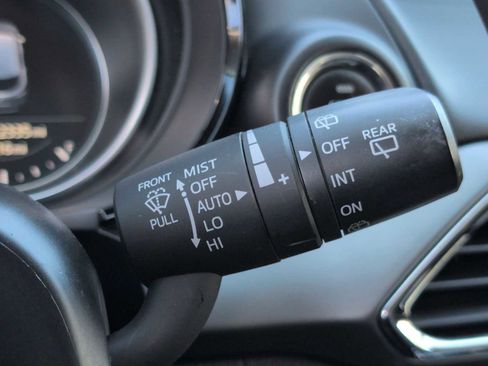 FRONT
PULL
MIST
OFF
AUTO
LO
HI
+
OFF
INT
ON
REAR